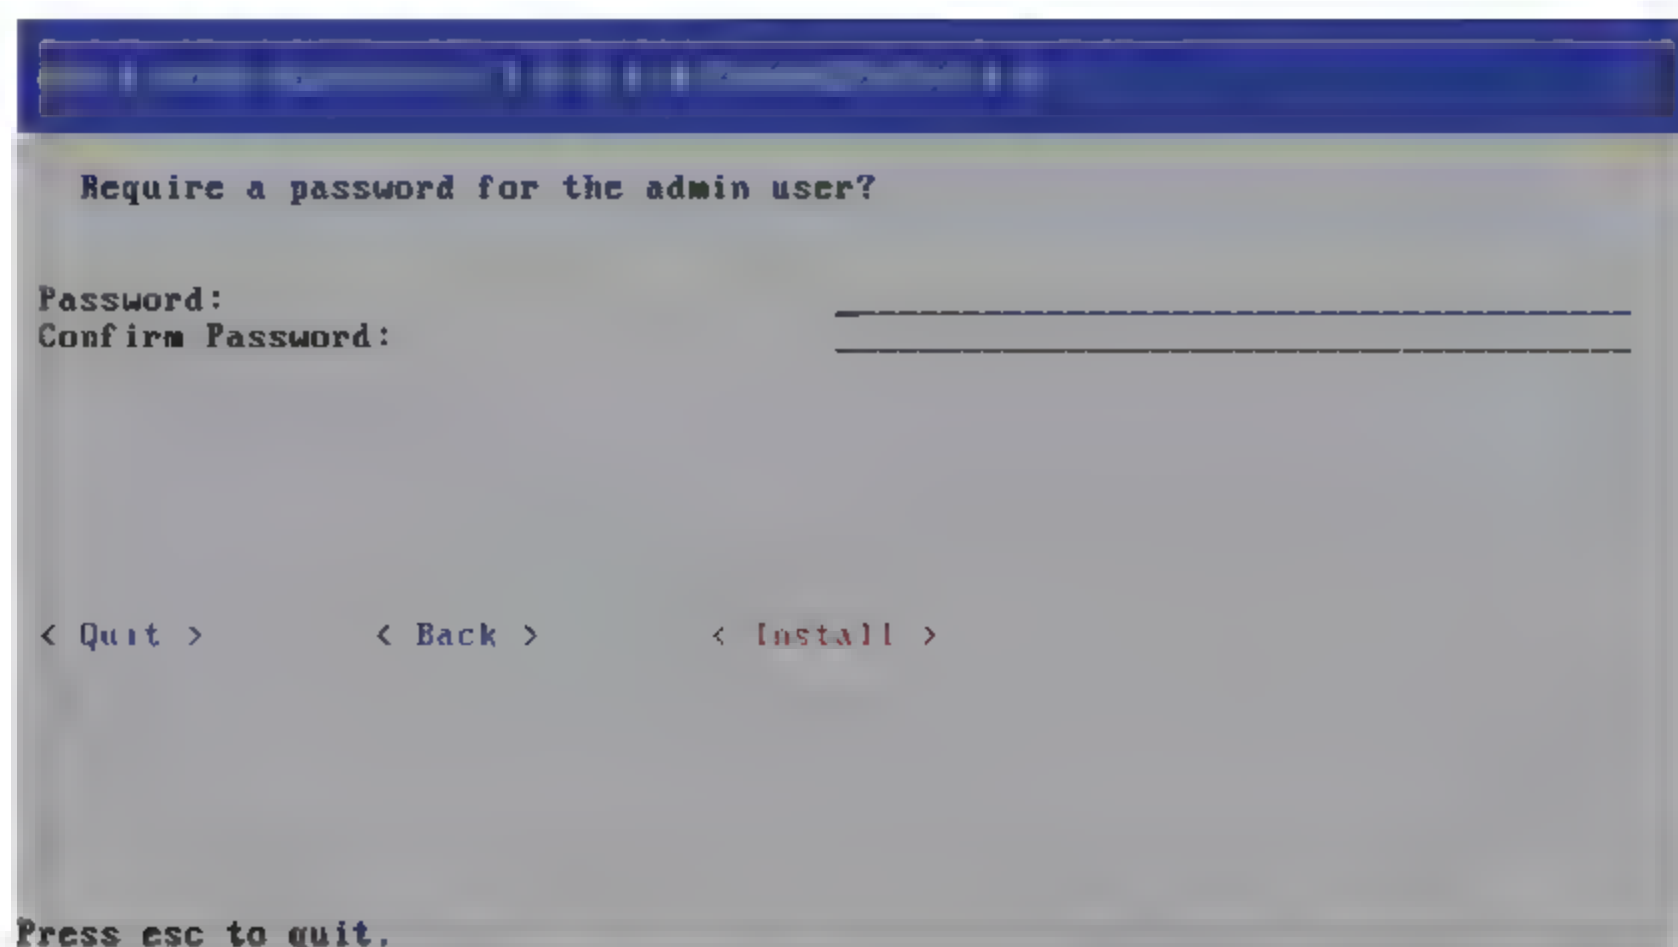 Require a password for the admin user?
Password:
Confirm Password:
< Quit > < Back > < Install >
Press esc to quit.